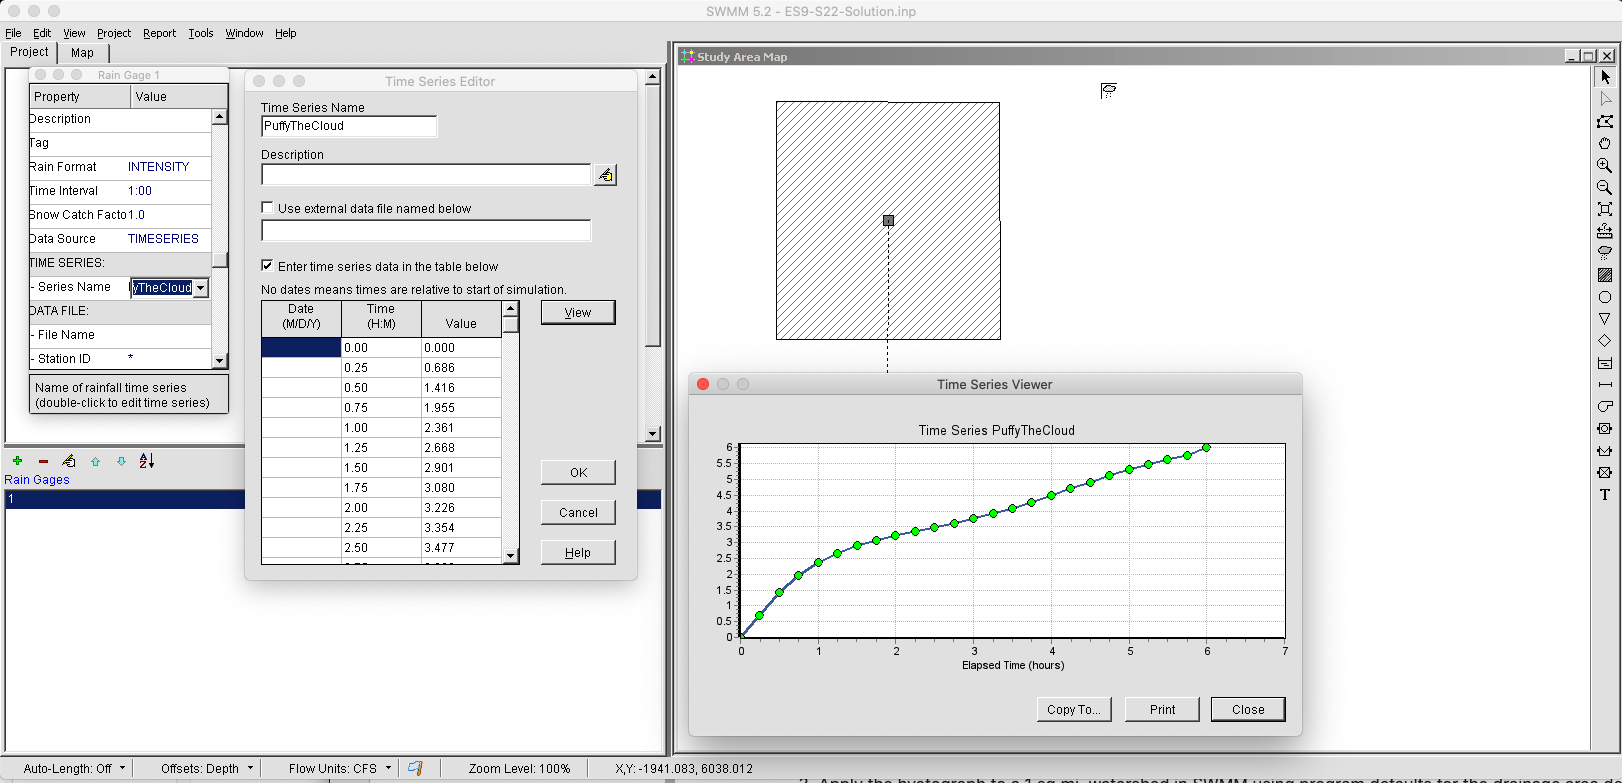 SWMM 5.2 - ES9-S22-Solution.inp
File Edit View Project Report Tools Window Help
Project Map
Rain Gage 1
Property Value
Description
Tag
Rain Format INTENSITY
Time Interval 1:00
Snow Catch Facto 1.0
Data Source TIMESERIES
TIME SERIES:
- Series Name yTheCloud
DATA FILE:
- File Name
- Station ID *
Name of rainfall time series
(double-click to edit time series)
Time Series Editor
Time Series Name
PuffyTheCloud
Description
Use external data file named below
Enter time series data in the table below
No dates means times are relative to start of simulation.
Date (M/D/Y) Time (H:M) Value
0.00 0.000
0.25 0.686
0.50 1.416
0.75 1.955
1.00 2.361
1.25 2.668
1.50 2.901
1.75 3.080
2.00 3.226
2.25 3.354
2.50 3.477
View
OK
Cancel
Help
Rain Gages
1
Study Area Map
T
Time Series Viewer
Time Series PuffyTheCloud
6
5.5
5
4.5
4
3.5
3
2.5
2
1.5
1
0.5
0
0 1 2 3 4 5 6 7
Elapsed Time (hours)
Copy To... Print Close
Auto-Length: Off Offsets: Depth Flow Units: CFS Zoom Level: 100% X,Y: -1941.083, 6038.012